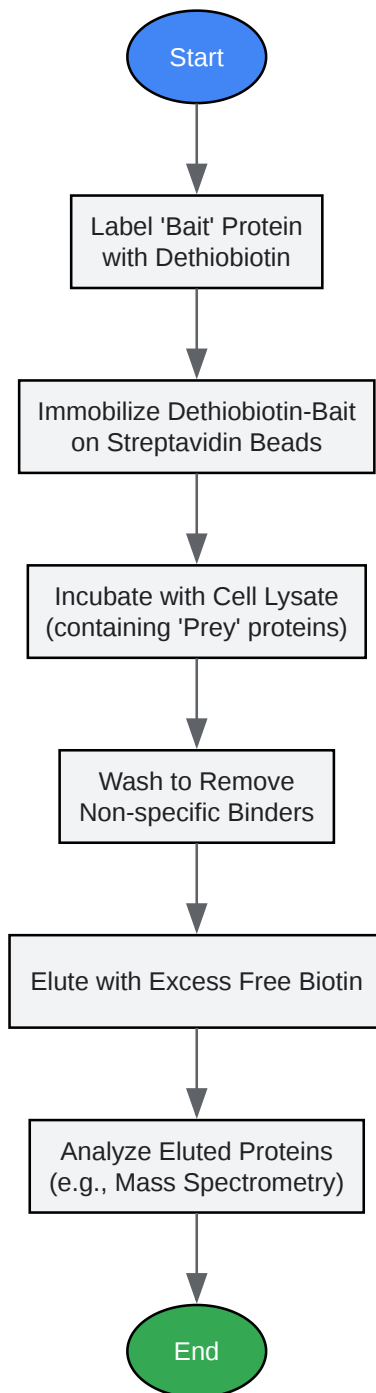 Start
Label 'Bait' Protein
with Dethiobiotin
Immobilize Dethiobiotin-Bait
on Streptavidin Beads
Incubate with Cell Lysate
(containing 'Prey' proteins)
Wash to Remove
Non-specific Binders
Elute with Excess Free Biotin
Analyze Eluted Proteins
(e.g., Mass Spectrometry)
End